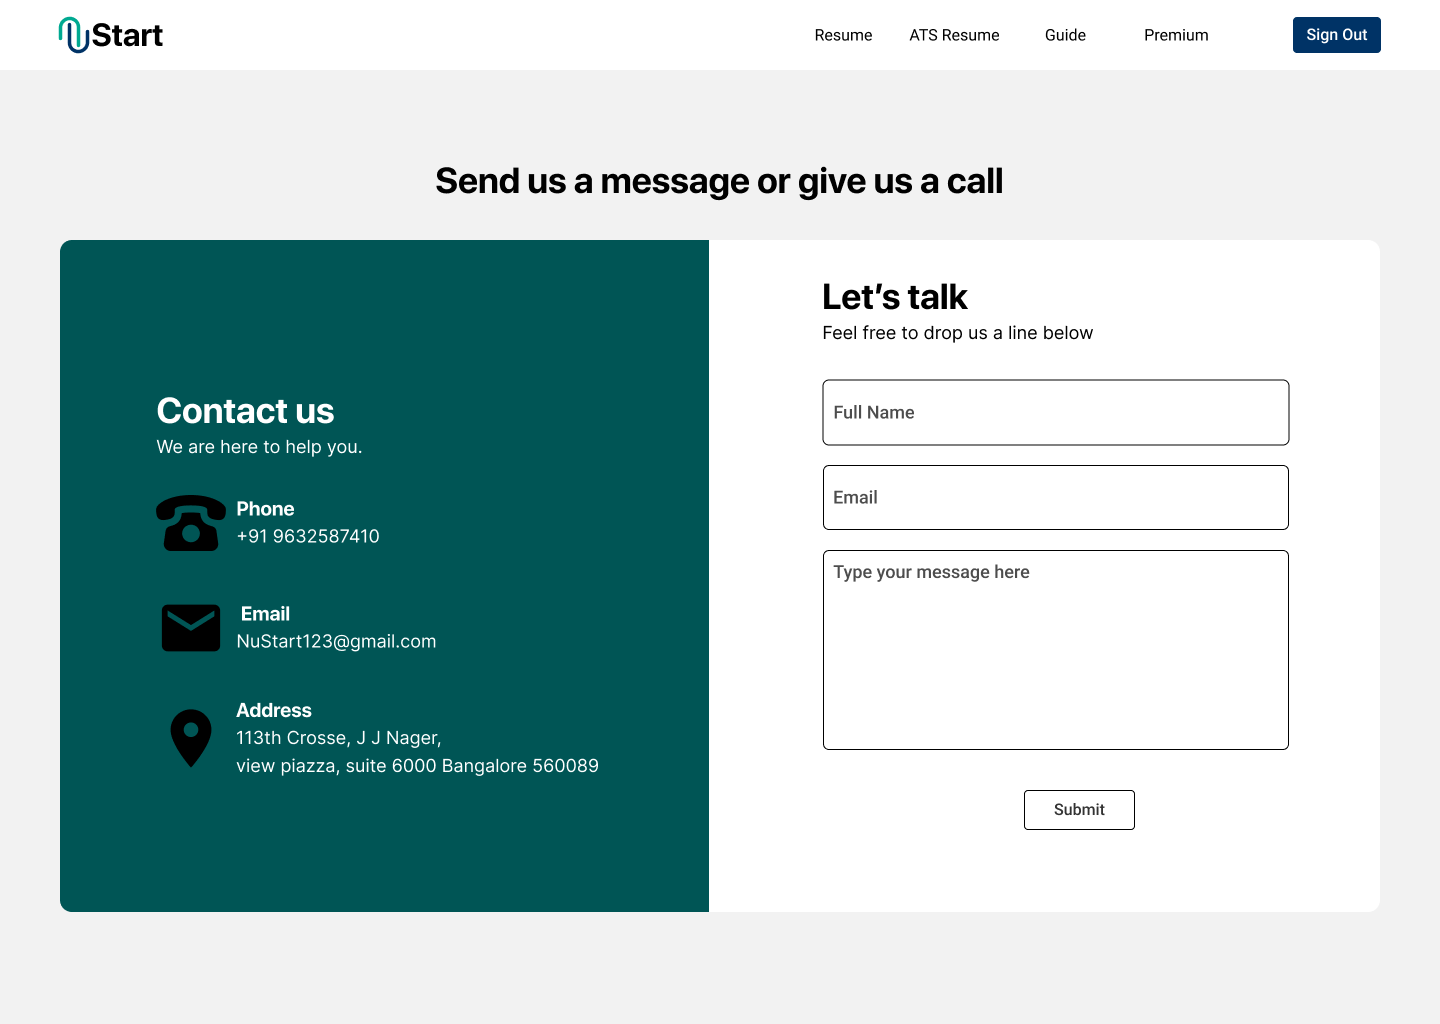 NuStart
Resume ATS Resume Guide Premium Sign Out
Send us a message or give us a call
Contact us
We are here to help you.
Phone
+91 9632587410
Email
NuStart123@gmail.com
Address
113th Crosse, J J Nager,
view piazza, suite 6000 Bangalore 560089
Let’s talk
Feel free to drop us a line below
Full Name
Email
Type your message here
Submit